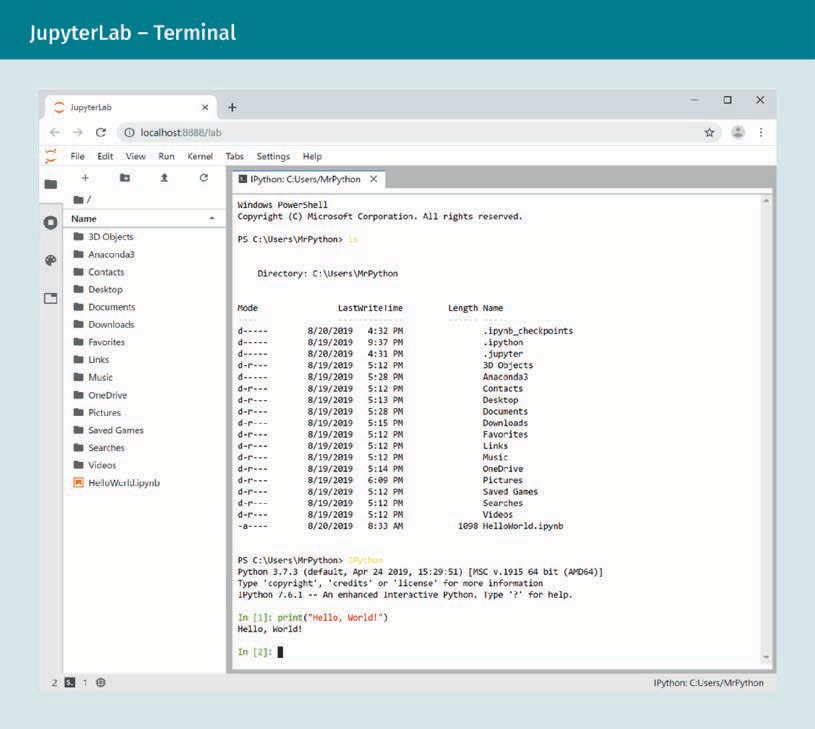 JupyterLab – Terminal
JupyterLab
localhost:8888/lab
File Edit View Run Kernel Tabs Settings Help
IPython: C:Users/MrPython
/
Name
3D Objects
Anaconda3
Contacts
Desktop
Documents
Downloads
Favorites
Links
Music
OneDrive
Pictures
Saved Games
Searches
Videos
HelloWorld.ipynb
Windows PowerShell
Copyright (C) Microsoft Corporation. All rights reserved.
PS C:\Users\MrPython> ls
Directory: C:\Users\MrPython
Mode LastWriteTime Length Name
---- ------------- ------ ----
d----- 8/20/2019 4:32 PM .ipynb_checkpoints
d----- 8/19/2019 9:37 PM .ipython
d----- 8/20/2019 4:31 PM .jupyter
d-r--- 8/19/2019 5:12 PM 3D Objects
d----- 8/19/2019 5:28 PM Anaconda3
d-r--- 8/19/2019 5:12 PM Contacts
d-r--- 8/19/2019 5:13 PM Desktop
d-r--- 8/19/2019 5:28 PM Documents
d-r--- 8/19/2019 5:15 PM Downloads
d-r--- 8/19/2019 5:12 PM Favorites
d-r--- 8/19/2019 5:12 PM Links
d-r--- 8/19/2019 5:12 PM Music
d-r--- 8/19/2019 5:14 PM OneDrive
d-r--- 8/19/2019 6:09 PM Pictures
d-r--- 8/19/2019 5:12 PM Saved Games
d-r--- 8/19/2019 5:12 PM Searches
d-r--- 8/19/2019 5:12 PM Videos
-a---- 8/20/2019 8:33 AM 1098 HelloWorld.ipynb
PS C:\Users\MrPython> IPython
Python 3.7.3 (default, Apr 24 2019, 15:29:51) [MSC v.1915 64 bit (AMD64)]
Type 'copyright', 'credits' or 'license' for more information
IPython 7.6.1 -- An enhanced Interactive Python. Type '?' for help.
In [1]: print("Hello, World!")
Hello, World!
In [2]:
2 1 IPython: C:Users/MrPython